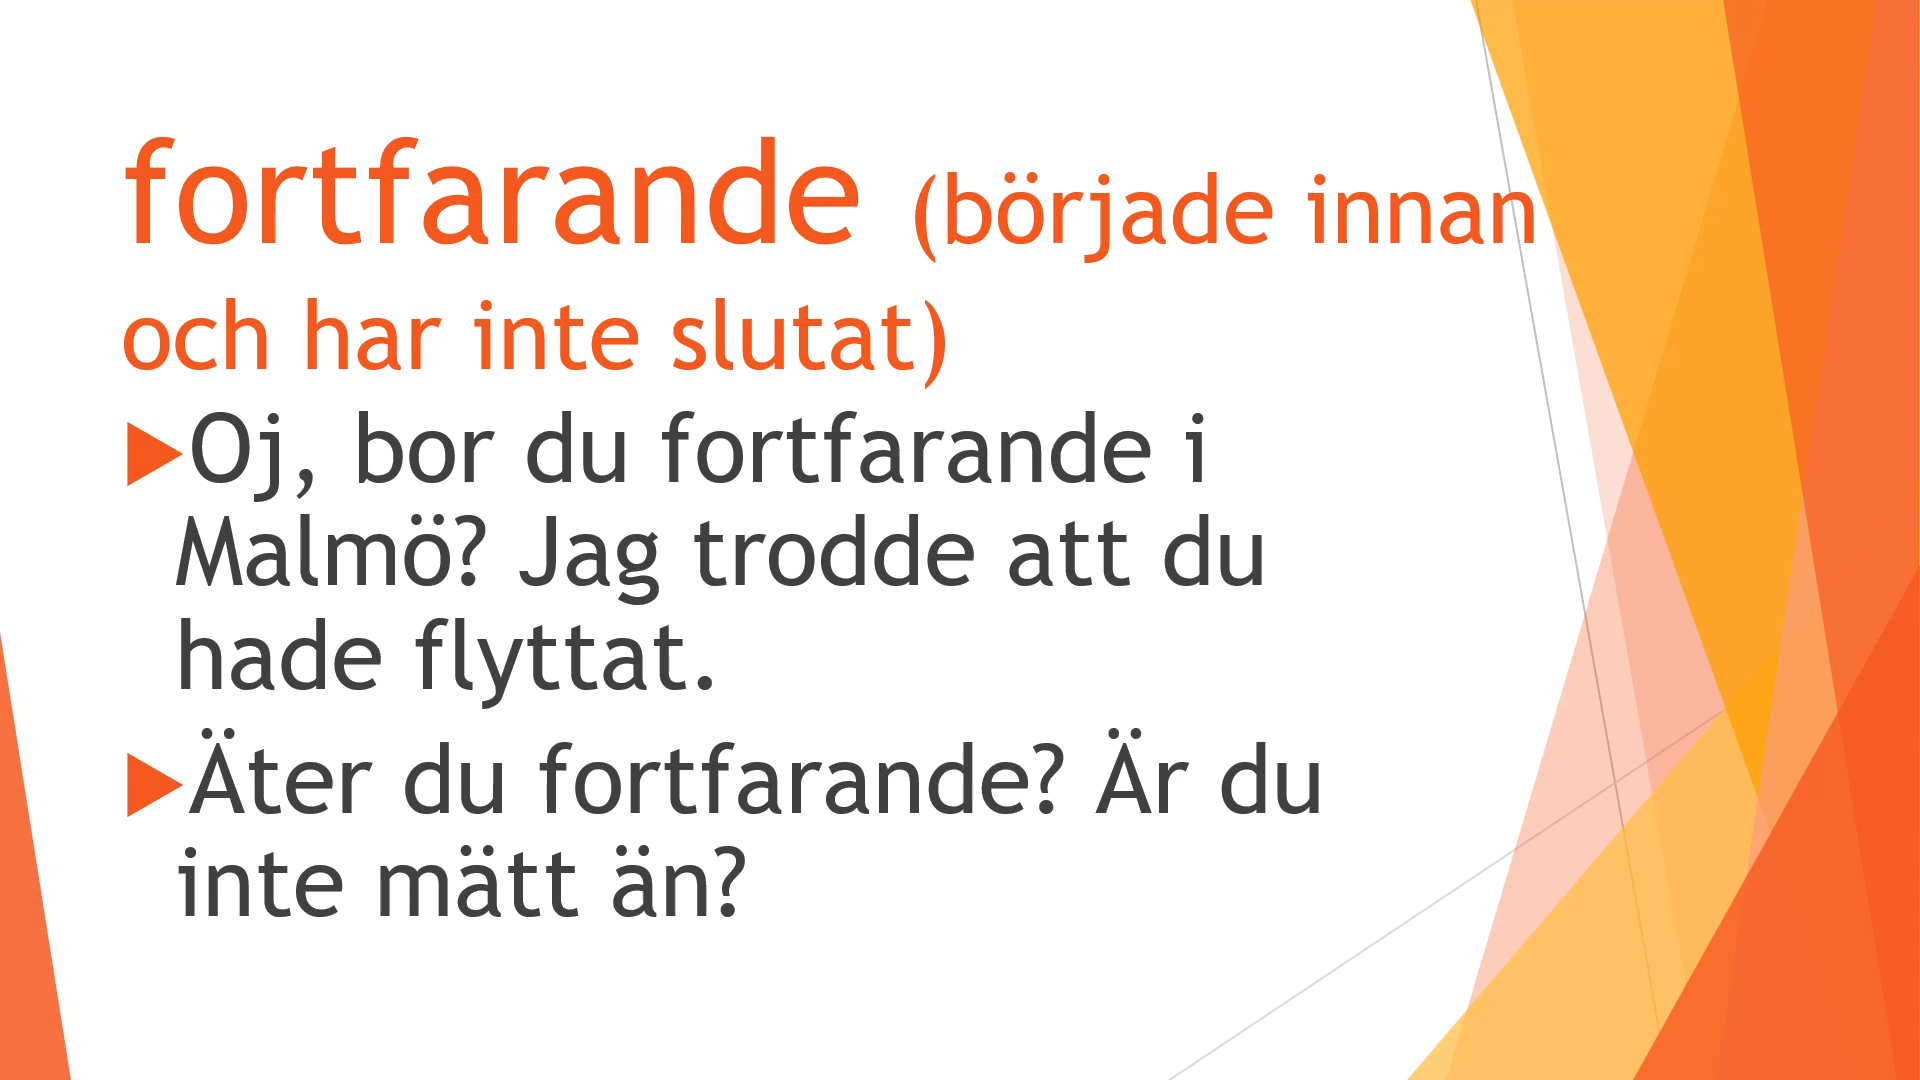 fortfarande (började innan
och har inte slutat)
Oj, bor du fortfarande i
Malmö? Jag trodde att du
hade flyttat.
Äter du fortfarande? Är du
inte mätt än?